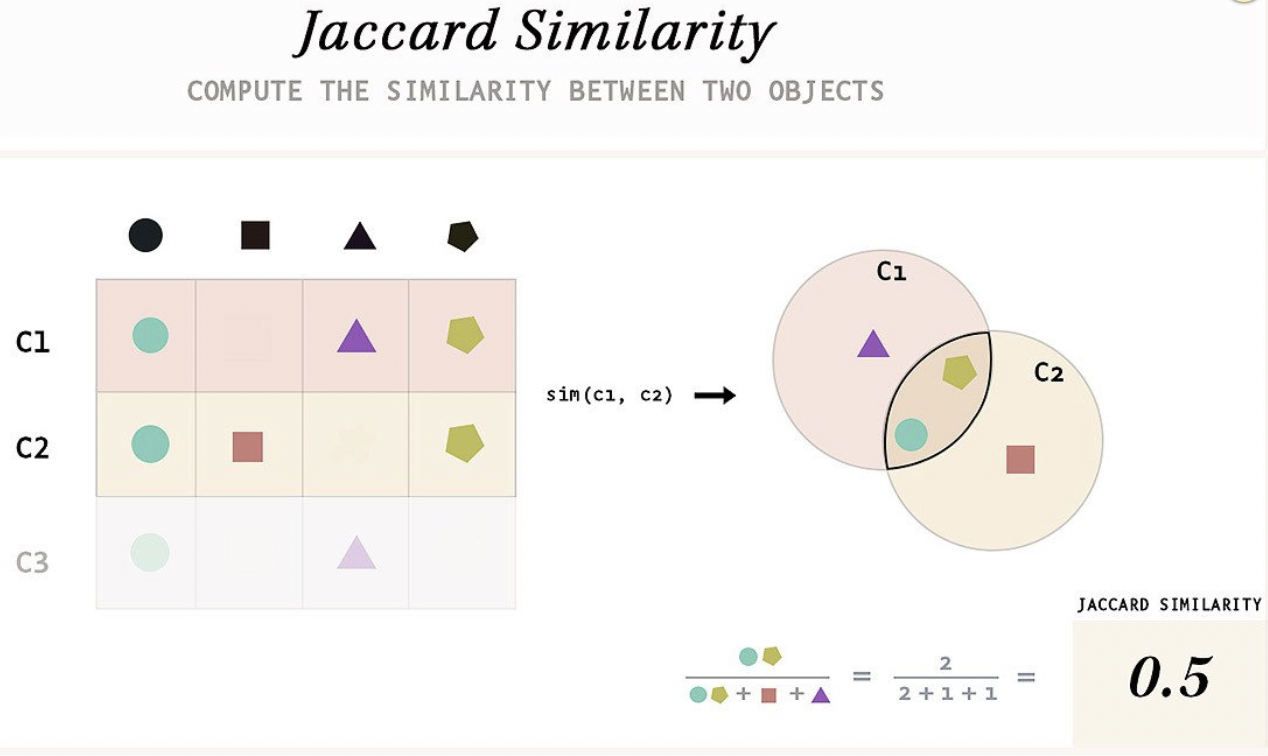 Jaccard Similarity
COMPUTE THE SIMILARITY BETWEEN TWO OBJECTS
C1
C2
C3
sim(c1, c2)
C1
C2
JACCARD SIMILARITY
+ +
= 2 =
2+1+1
0.5